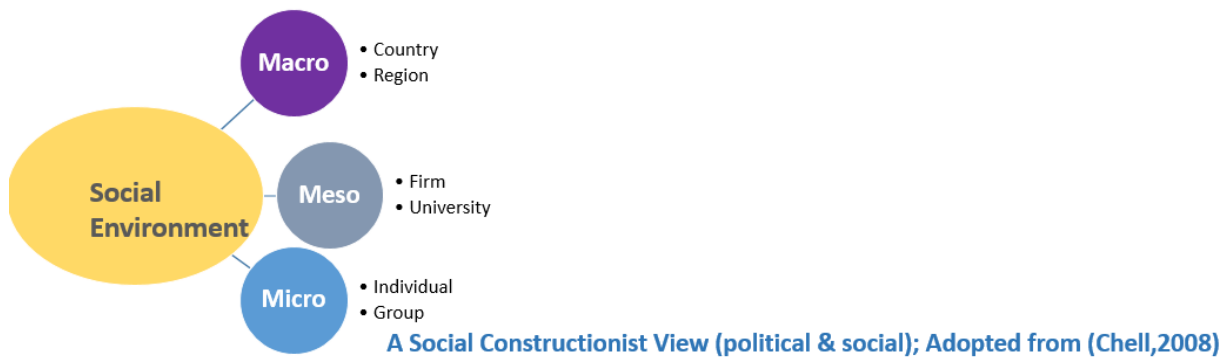 Macro
• Country
• Region
Social
Environment
Meso
• Firm
• University
Micro
• Individual
• Group
A Social Constructionist View (political & social); Adopted from (Chell,2008)